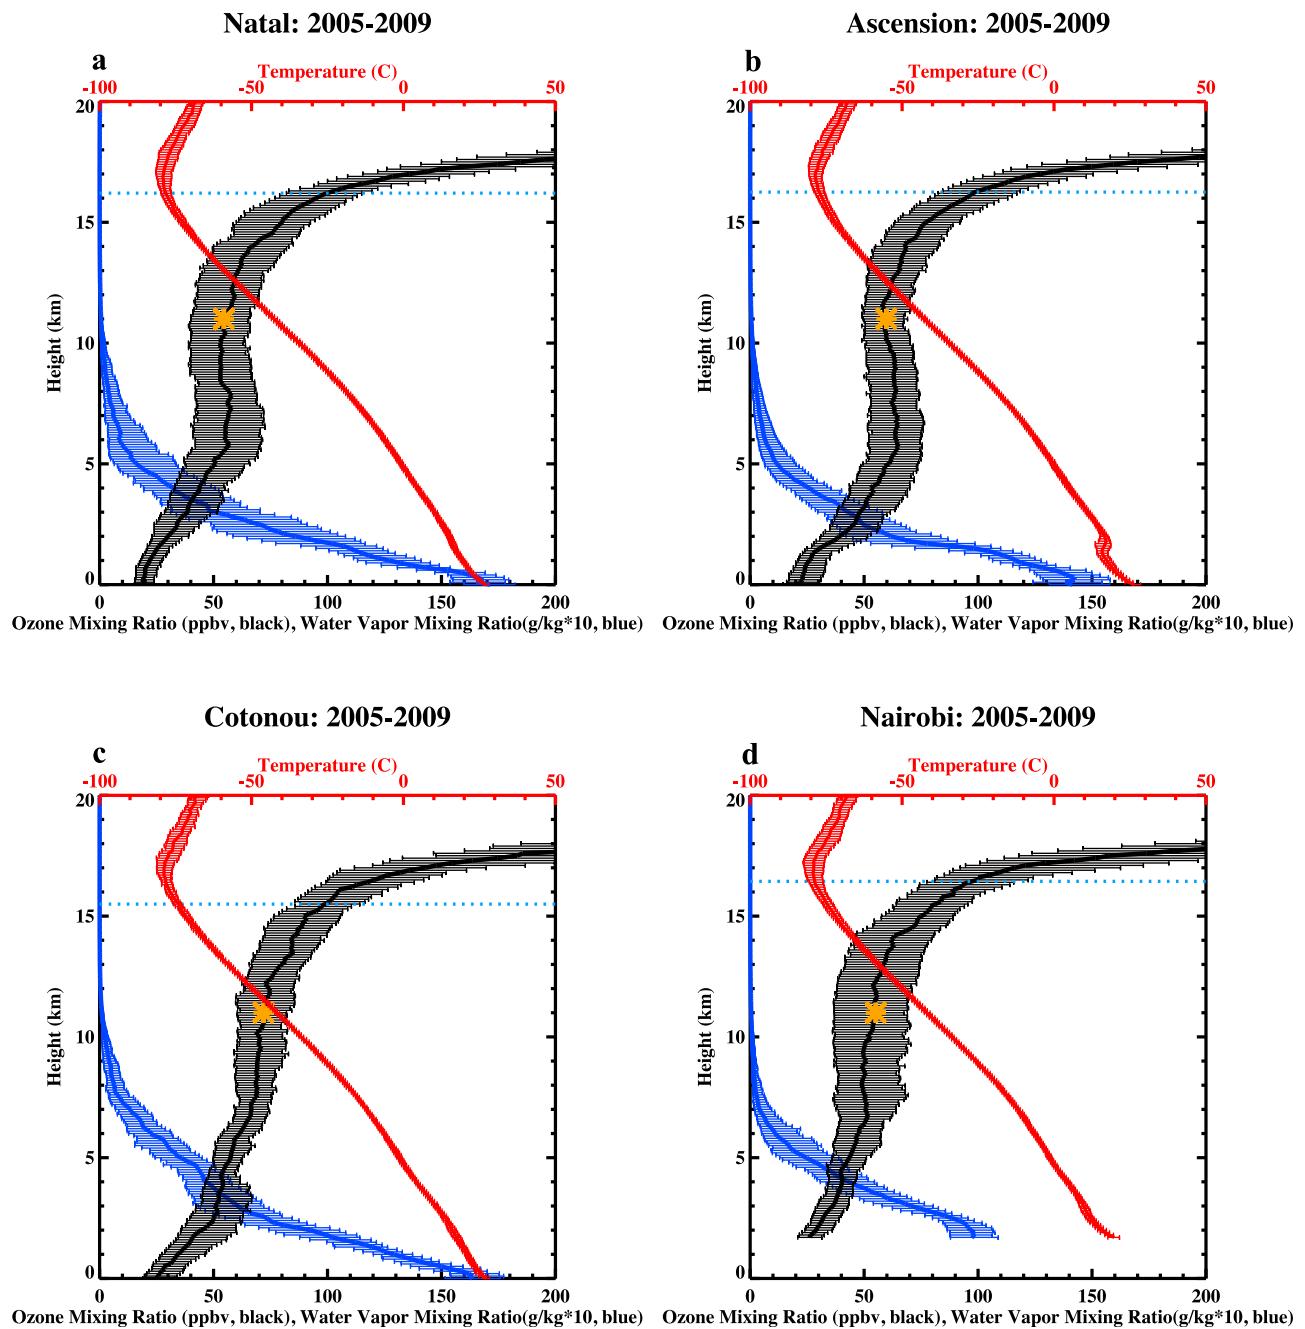 Natal: 2005-2009
a
Temperature (C)
-100 -50 0 50
20
15
10
5
0
Height (km)
0 50 100 150 200
Ozone Mixing Ratio (ppbv, black), Water Vapor Mixing Ratio(g/kg*10, blue)
Ascension: 2005-2009
b
Temperature (C)
-100 -50 0 50
20
15
10
5
0
Height (km)
0 50 100 150 200
Ozone Mixing Ratio (ppbv, black), Water Vapor Mixing Ratio(g/kg*10, blue)
Cotonou: 2005-2009
c
Temperature (C)
-100 -50 0 50
20
15
10
5
0
Height (km)
0 50 100 150 200
Ozone Mixing Ratio (ppbv, black), Water Vapor Mixing Ratio(g/kg*10, blue)
Nairobi: 2005-2009
d
Temperature (C)
-100 -50 0 50
20
15
10
5
0
Height (km)
0 50 100 150 200
Ozone Mixing Ratio (ppbv, black), Water Vapor Mixing Ratio(g/kg*10, blue)